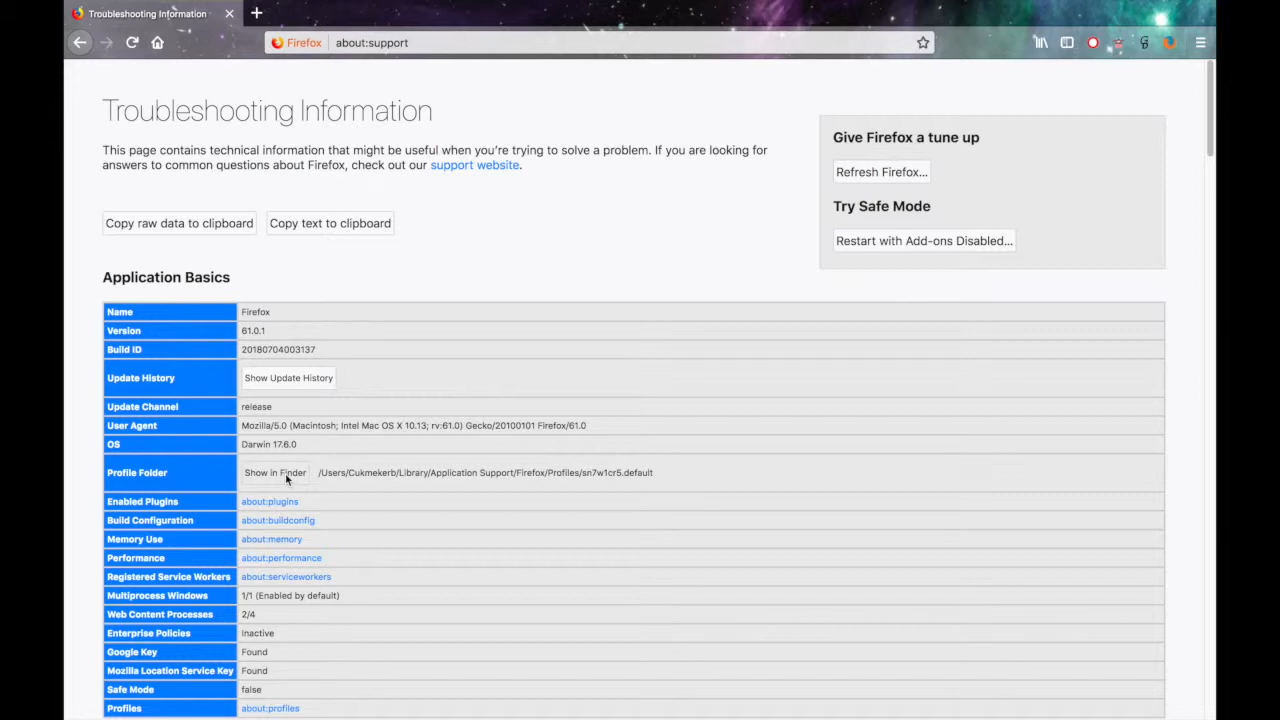 Troubleshooting Information
Firefox about:support
Troubleshooting Information
This page contains technical information that might be useful when you're trying to solve a problem. If you are looking for
answers to common questions about Firefox, check out our support website.
Copy raw data to clipboard Copy text to clipboard
Give Firefox a tune up
Refresh Firefox...
Try Safe Mode
Restart with Add-ons Disabled...
Application Basics
Name Firefox
Version 61.0.1
Build ID 20180704003137
Update History Show Update History
Update Channel release
User Agent Mozilla/5.0 (Macintosh; Intel Mac OS X 10.13; rv:61.0) Gecko/20100101 Firefox/61.0
OS Darwin 17.6.0
Profile Folder Show in Finder /Users/Cukmekerb/Library/Application Support/Firefox/Profiles/sn7w1cr5.default
Enabled Plugins about:plugins
Build Configuration about:buildconfig
Memory Use about:memory
Performance about:performance
Registered Service Workers about:serviceworkers
Multiprocess Windows 1/1 (Enabled by default)
Web Content Processes 2/4
Enterprise Policies Inactive
Google Key Found
Mozilla Location Service Key Found
Safe Mode false
Profiles about:profiles